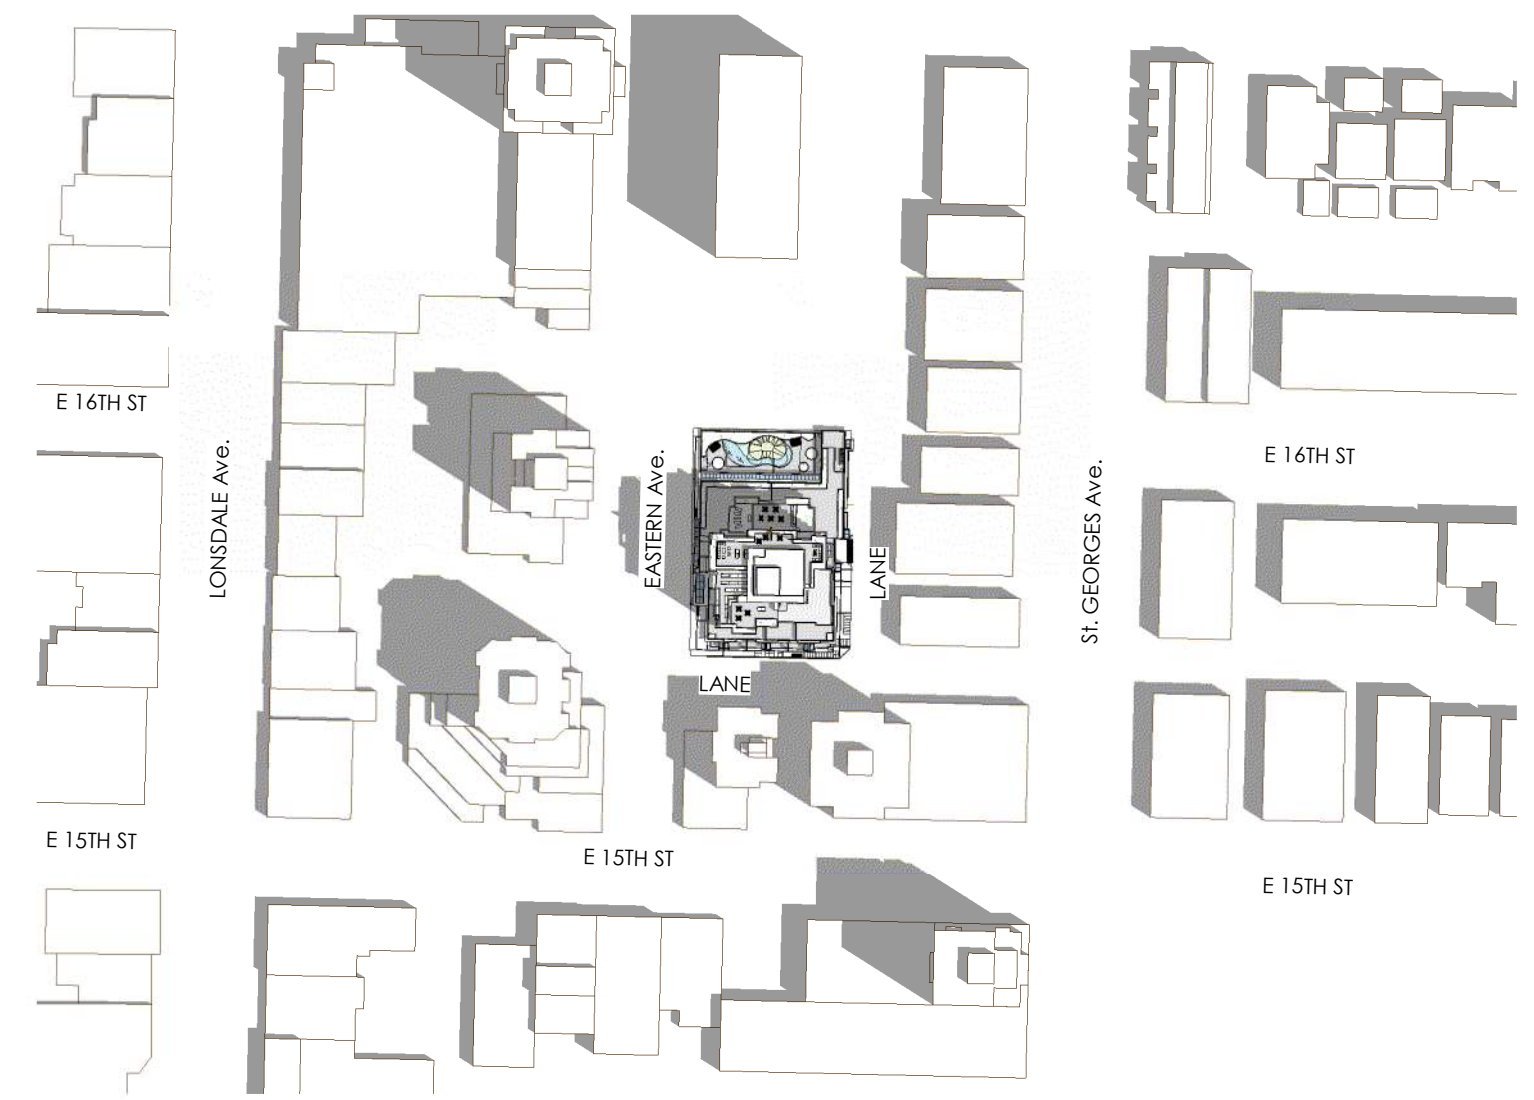 E 16TH ST
LONSDALE Ave.
EASTERN Ave.
LANE
St. GEORGES Ave.
E 16TH ST
LANE
E 15TH ST
E 15TH ST
E 15TH ST